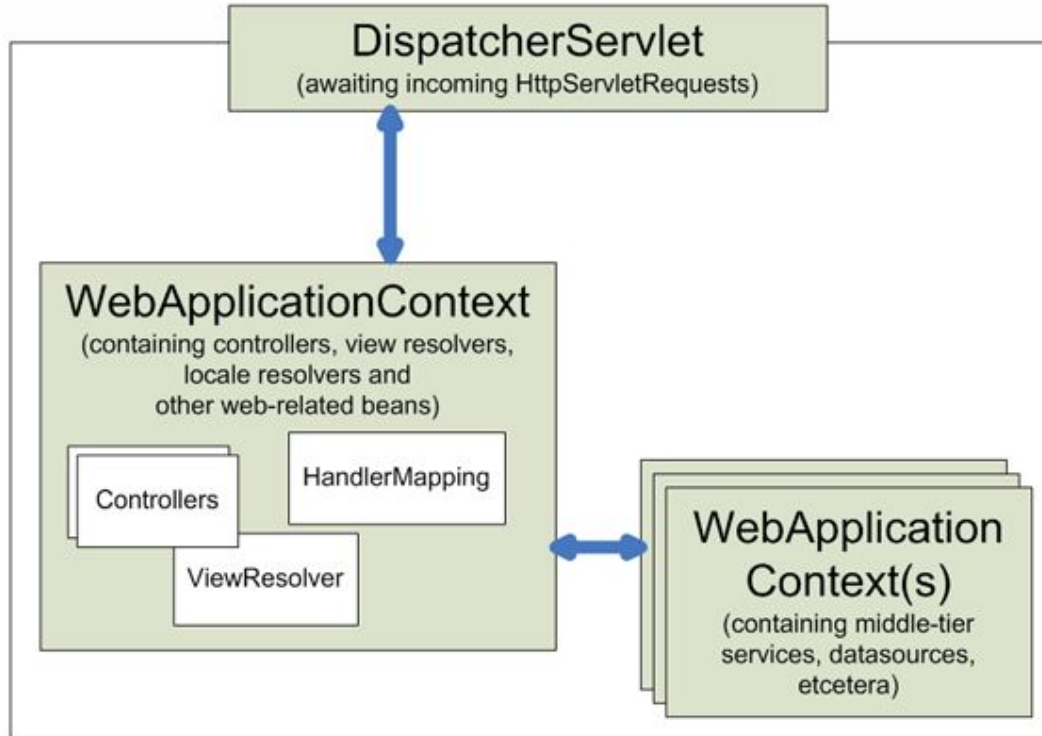 DispatcherServlet
(awaiting incoming HttpServletRequests)
WebApplicationContext
(containing controllers, view resolvers,
locale resolvers and
other web-related beans)
Controllers
HandlerMapping
ViewResolver
WebApplication
Context(s)
(containing middle-tier
services, datasources,
etcetera)